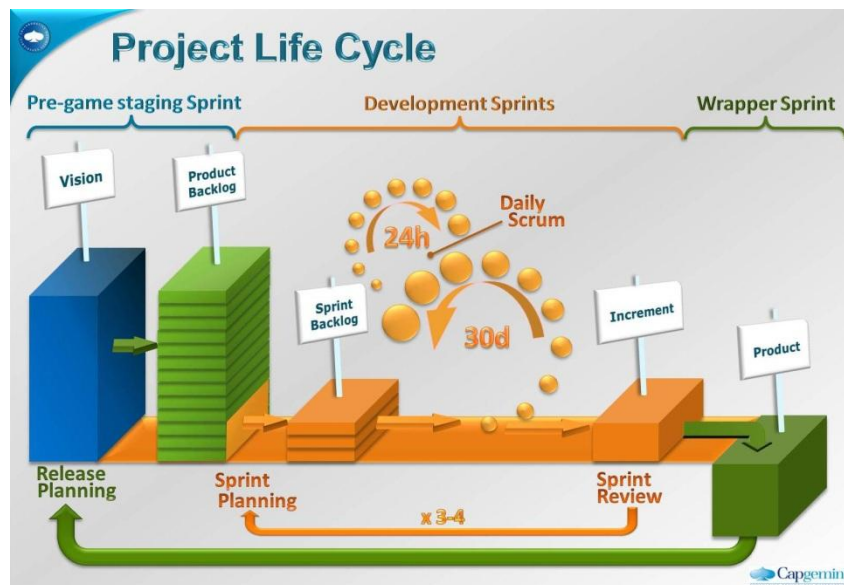 Project Life Cycle
Pre-game staging Sprint
Development Sprints
Wrapper Sprint
Vision
Product
Backlog
Daily
Scrum
24h
Sprint
Backlog
30d
Increment
Product
Release
Planning
Sprint
Planning
x 3-4
Sprint
Review
Capgemin